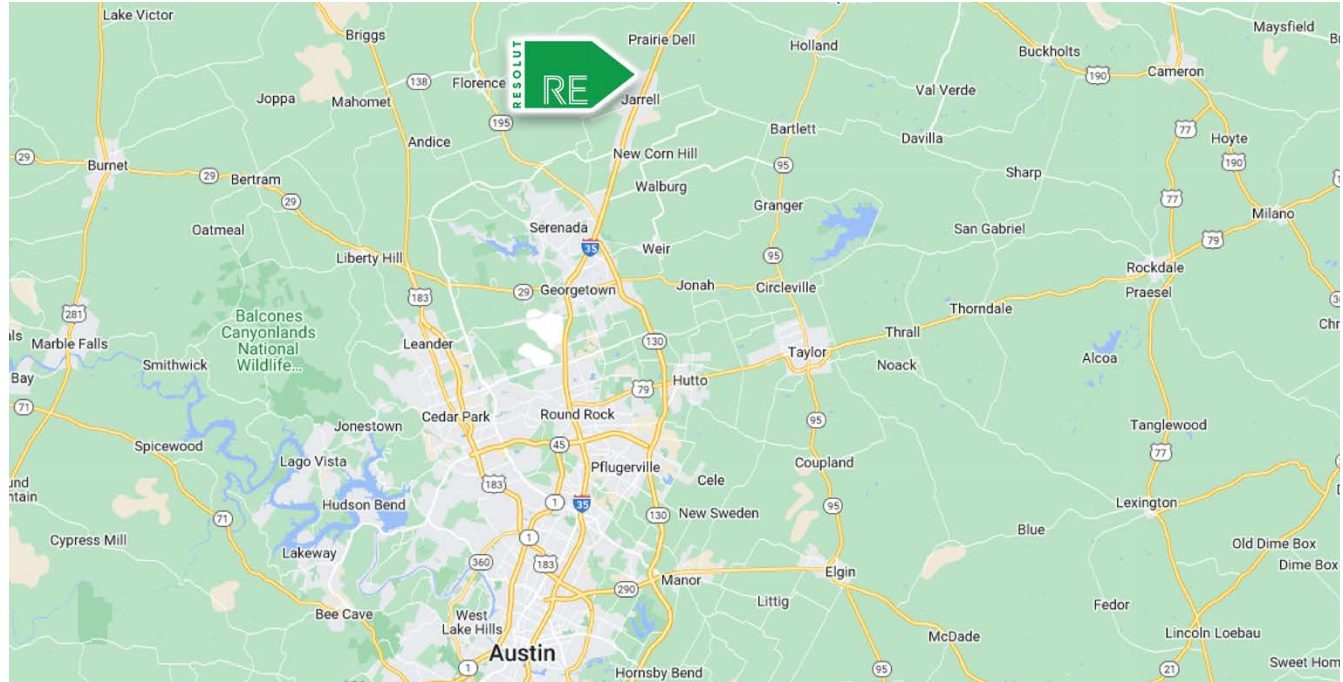 Lake Victor
Briggs
Prairie Dell
Holland
Maysfield
Buckholts
190
Cameron
RESOLUT
RE
Florence
138
Joppa
Mahomet
Jarrell
Val Verde
195
Bartlett
Davilla
77
Hoyte
Andice
29
Burnet
29
Bertram
29
New Corn Hill
95
Sharp
190
Walburg
Granger
77
Milano
Oatmeal
Serenada
35
Weir
San Gabriel
79
Liberty Hill
95
Rockdale
183
29
Georgetown
Jonah
Circleville
Praesel
281
Balcones
Canyonlands
National
Wildlife...
Thorndale
Thrall
Marble Falls
Leander
130
Taylor
Alcoa
Smithwick
Noack
Bay
79
Hutto
71
Cedar Park
Round Rock
95
Jonestown
Tanglewood
Spicewood
45
77
Lago Vista
Pflugerville
Coupland
183
Cele
Hudson Bend
1
35
95
Lexington
71
130
New Sweden
Blue
Cypress Mill
1
Old Dime Box
Lakeway
360
183
Dime Box
290
Manor
Elgin
Bee Cave
West
Lake Hills
Littig
Fedor
McDade
Lincoln
Loebau
Austin
1
Hornsby Bend
95
21
Sweet Hom